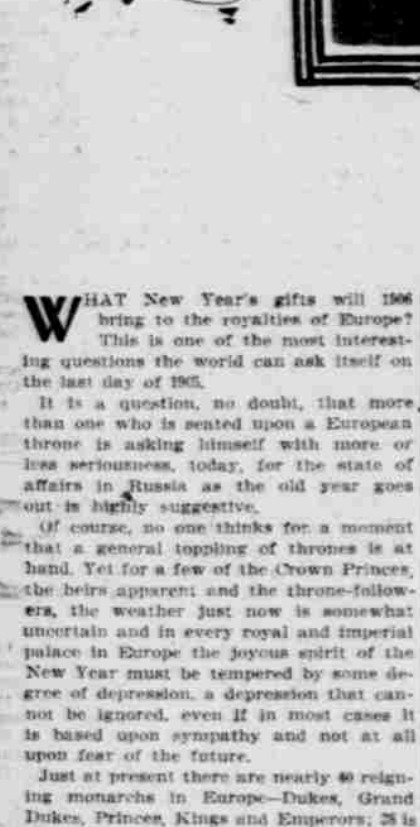 WHAT New Year's gifts will 1906
bring to the royalties of Europe?
This is one of the most interest-
ing questions the world can ask itself on
the last day of 1905.
It is a question, no doubt, that more
than one who is seated upon a European
throne is asking himself with more or
less seriousness, today, for the state of
affairs in Russia as the old year goes
out is highly suggestive.
Of course, no one thinks for a moment
that a general toppling of thrones is at
hand. Yet for a few of the Crown Princes,
the heirs apparent and the throne-follow-
ers, the weather just now is somewhat
uncertain and in every royal and imperial
palace in Europe the joyous spirit of the
New Year must be tempered by some de-
gree of depression, a depression that can-
not be ignored, even if in most cases it
is based upon sympathy and not at all
upon fear of the future.
Just at present there are nearly 40 reign-
ing monarchs in Europe—Dukes, Grand
Dukes, Princes, Kings and Emperors; is